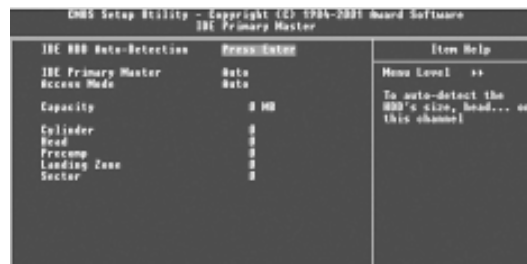 CMOS Setup Utility - Copyright (C) 1984-2001 Award Software
IDE Primary Master
IDE HDD Auto-Detection Press Enter
IDE Primary Master Auto
Access Mode Auto
Capacity 0 MB
Cylinder 0
Head 0
Precomp 0
Landing Zone 0
Sector 0
Item Help
Menu Level ▸▸
To auto-detect the
HDD's size, head... on
this channel